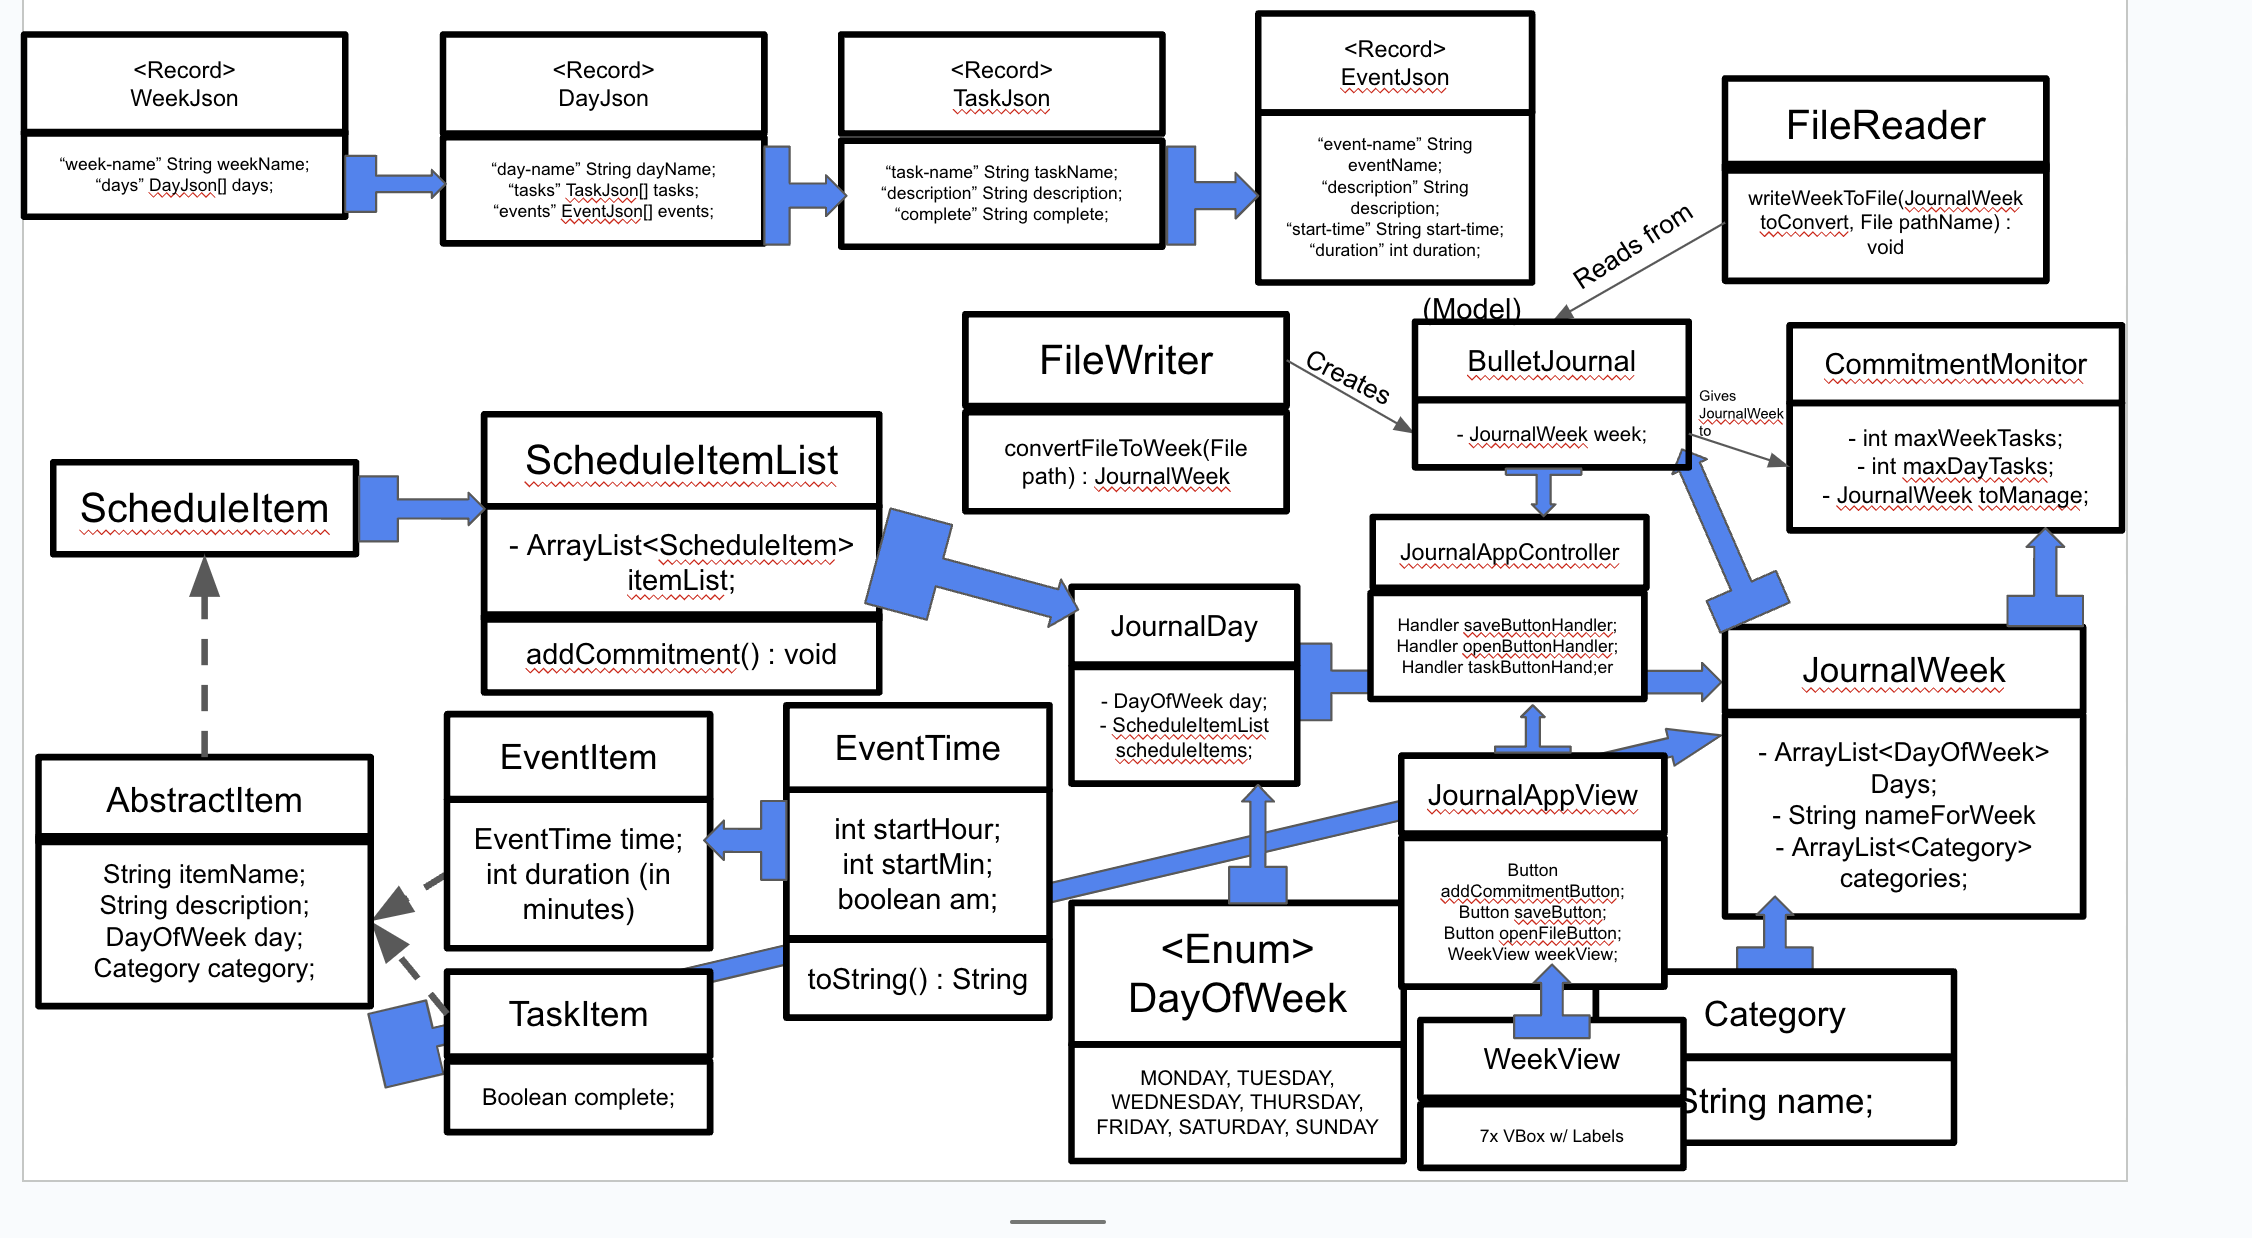 <Record>
WeekJson
“week-name” String weekName;
“days” DayJson[] days;
<Record>
DayJson
“day-name” String dayName;
“tasks” TaskJson[] tasks;
“events” EventJson[] events;
<Record>
TaskJson
“task-name” String taskName;
“description” String description;
“complete” String complete;
<Record>
EventJson
“event-name” String
eventName;
“description” String
description;
“start-time” String start-time;
“duration” int duration;
FileReader
writeWeekToFile(JournalWeek
toConvert, File pathName) :
void
Reads from
(Model)
FileWriter
convertFileToWeek(File
path) : JournalWeek
Creates
BulletJournal
- JournalWeek week;
Gives
JournalWeek
to
CommitmentMonitor
- int maxWeekTasks;
- int maxDayTasks;
- JournalWeek toManage;
ScheduleItem
ScheduleItemList
- ArrayList<ScheduleItem>
itemList;
addCommitment() : void
JournalAppController
Handler saveButtonHandler;
Handler openButtonHandler;
Handler taskButtonHand;er
JournalDay
- DayOfWeek day;
- ScheduleItemList
scheduleItems;
JournalWeek
- ArrayList<DayOfWeek>
Days;
- String nameForWeek
- ArrayList<Category>
categories;
AbstractItem
String itemName;
String description;
DayOfWeek day;
Category category;
EventItem
EventTime time;
int duration (in
minutes)
EventTime
int startHour;
int startMin;
boolean am;
toString() : String
JournalAppView
Button
addCommitmentButton;
Button saveButton;
Button openFileButton;
WeekView weekView;
TaskItem
Boolean complete;
<Enum>
DayOfWeek
MONDAY, TUESDAY,
WEDNESDAY, THURSDAY,
FRIDAY, SATURDAY, SUNDAY
WeekView
7x VBox w/ Labels
Category
String name;